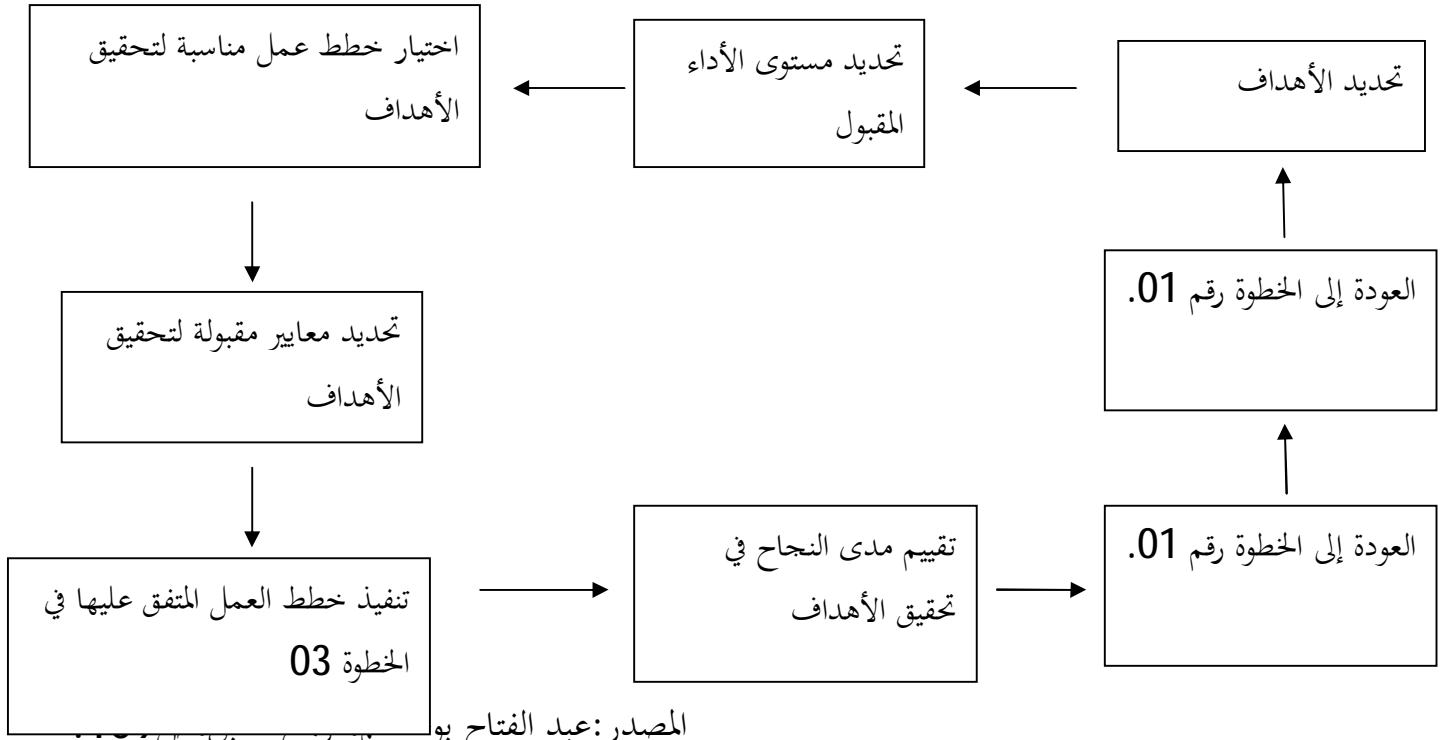 تحديد الأهداف
تحديد مستوى الأداء
المقبول
اختيار خطط عمل مناسبة لتحقيق
الأهداف
تحديد معايير مقبولة لتحقيق
الأهداف
تنفيذ خطط العمل المتفق عليها في
الخطوة 03
تقييم مدى النجاح في
تحقيق الأهداف
العودة إلى الخطوة رقم 01.
العودة إلى الخطوة رقم 01.
المصدر:عبد الفتاح